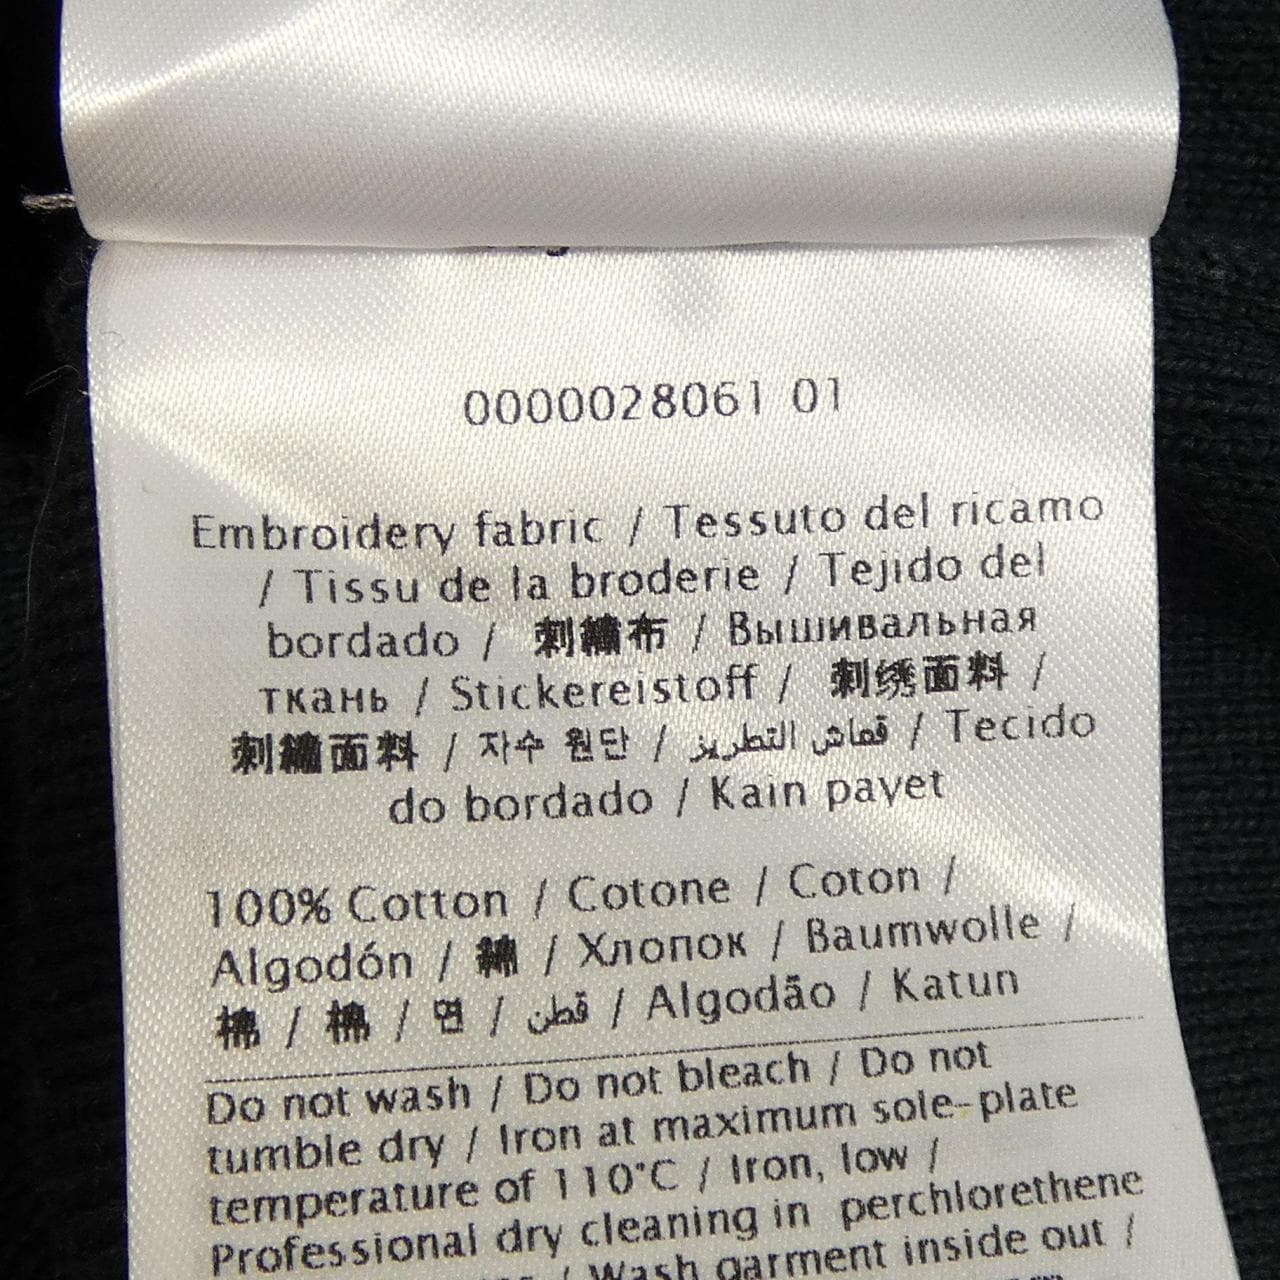 0000028061 01
Embroidery fabric / Tessuto del ricamo
/ Tissu de la broderie / Tejido del
bordado / 刺繍布 / Вышивальная
ткань / Stickereistoff / 刺绣面料 /
刺繡面料 / 자수 원단 / قماش التطريز / Tecido
do bordado / Kain payet
100% Cotton / Cotone / Coton /
Algodón / 綿 / Хлопок / Baumwolle /
棉 / 棉 / 면 / قطن / Algodão / Katun
Do not wash / Do not bleach / Do not
tumble dry / Iron at maximum sole-plate
temperature of 110°C / Iron, low /
Professional dry cleaning in perchlorethene
/ Wash garment inside out /